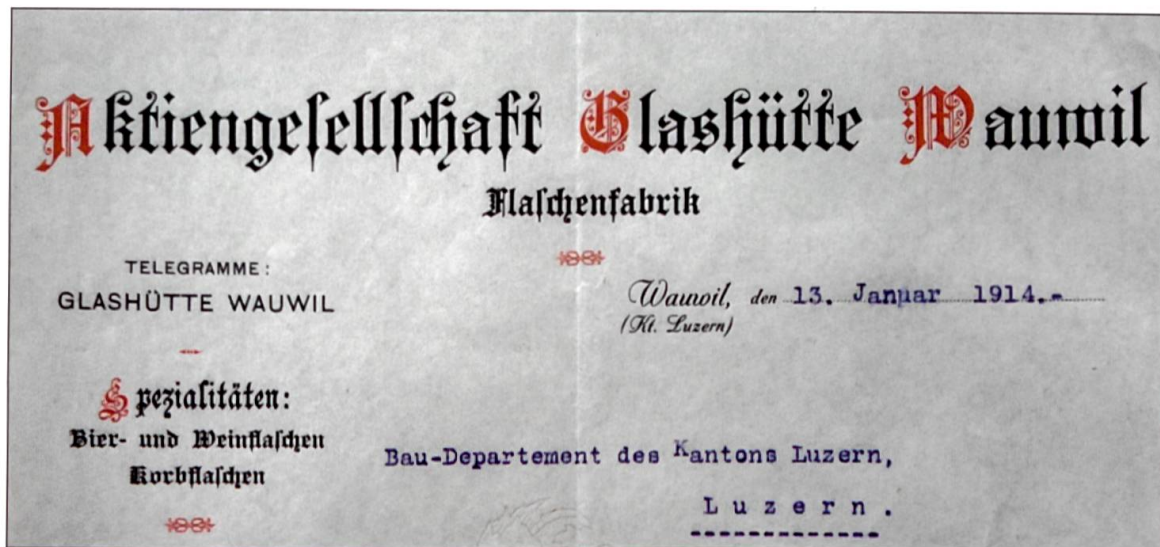 Aktiengesellschaft Glashütte Wauwil
Flaschenfabrik
TELEGRAMME:
GLASHÜTTE WAUWIL
Wauwil, den 13. Januar 1914.-
(Kt. Luzern)
Spezialitäten:
Bier- und Weinflaschen
Korbflaschen
Bau-Departement des Kantons Luzern,
Luzern.